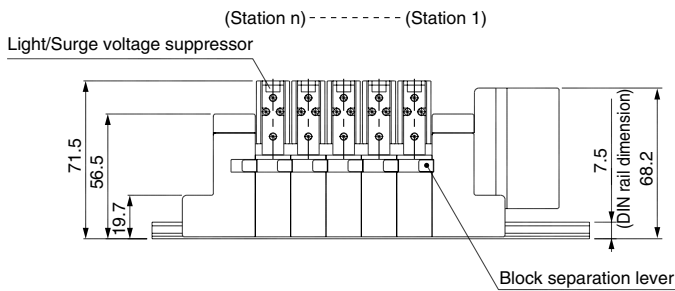 (Station n) - - - - - - - - (Station 1)
Light/Surge voltage suppressor
71.5
56.5
19.7
7.5
(DIN rail dimension)
68.2
Block separation lever